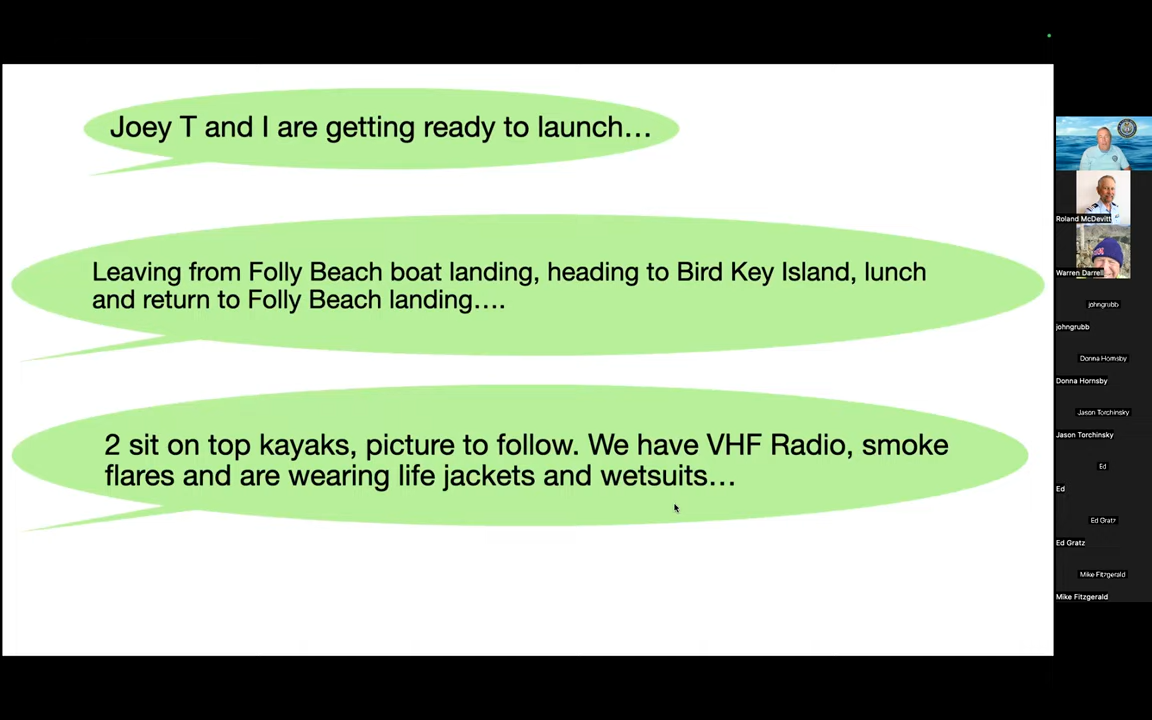 Joey T and I are getting ready to launch...
Leaving from Folly Beach boat landing, heading to Bird Key Island, lunch
and return to Folly Beach landing....
2 sit on top kayaks, picture to follow. We have VHF Radio, smoke
flares and are wearing life jackets and wetsuits...
Roland McDevitt
Warren Darrell
johngrubb
johngrubb
Donna Hornsby
Donna Hornsby
Jason Torchinsky
Jason Torchinsky
Ed
Ed
Ed Gratz
Ed Gratz
Mike Fitzgerald
Mike Fitzgerald